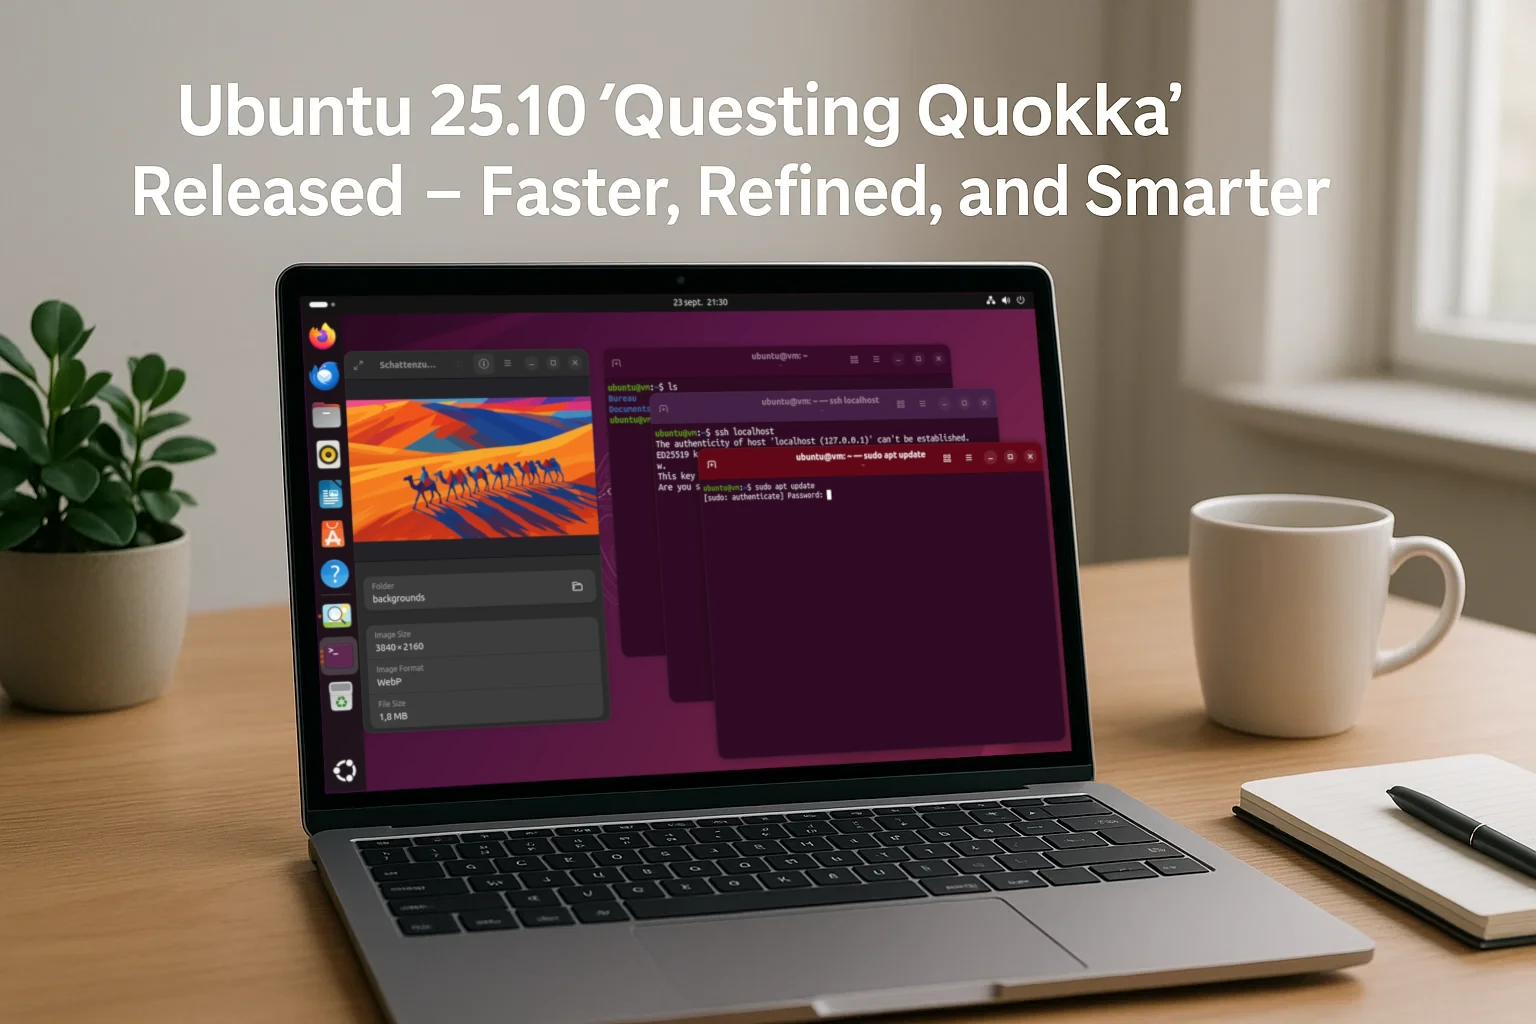 Ubuntu 25.10 ‘Questing Quokka’
Released – Faster, Refined, and Smarter
23 sept. 21:30
Schattenzu...
ubuntu@vm: ~
ubuntu@vm:~$ ls
Bureau
Documents
ubuntu@vm: ~ — ssh localhost
ubuntu@vm:~$ ssh localhost
The authenticity of host 'localhost (127.0.0.1)' can't be established.
ED25519 k
w.
This key
Are you s
ubuntu@vm: ~ — sudo apt update
ubuntu@vm:~$ sudo apt update
[sudo: authenticate] Password:
Folder
backgrounds
Image Size
3840×2160
Image Format
WebP
File Size
1,8 MB